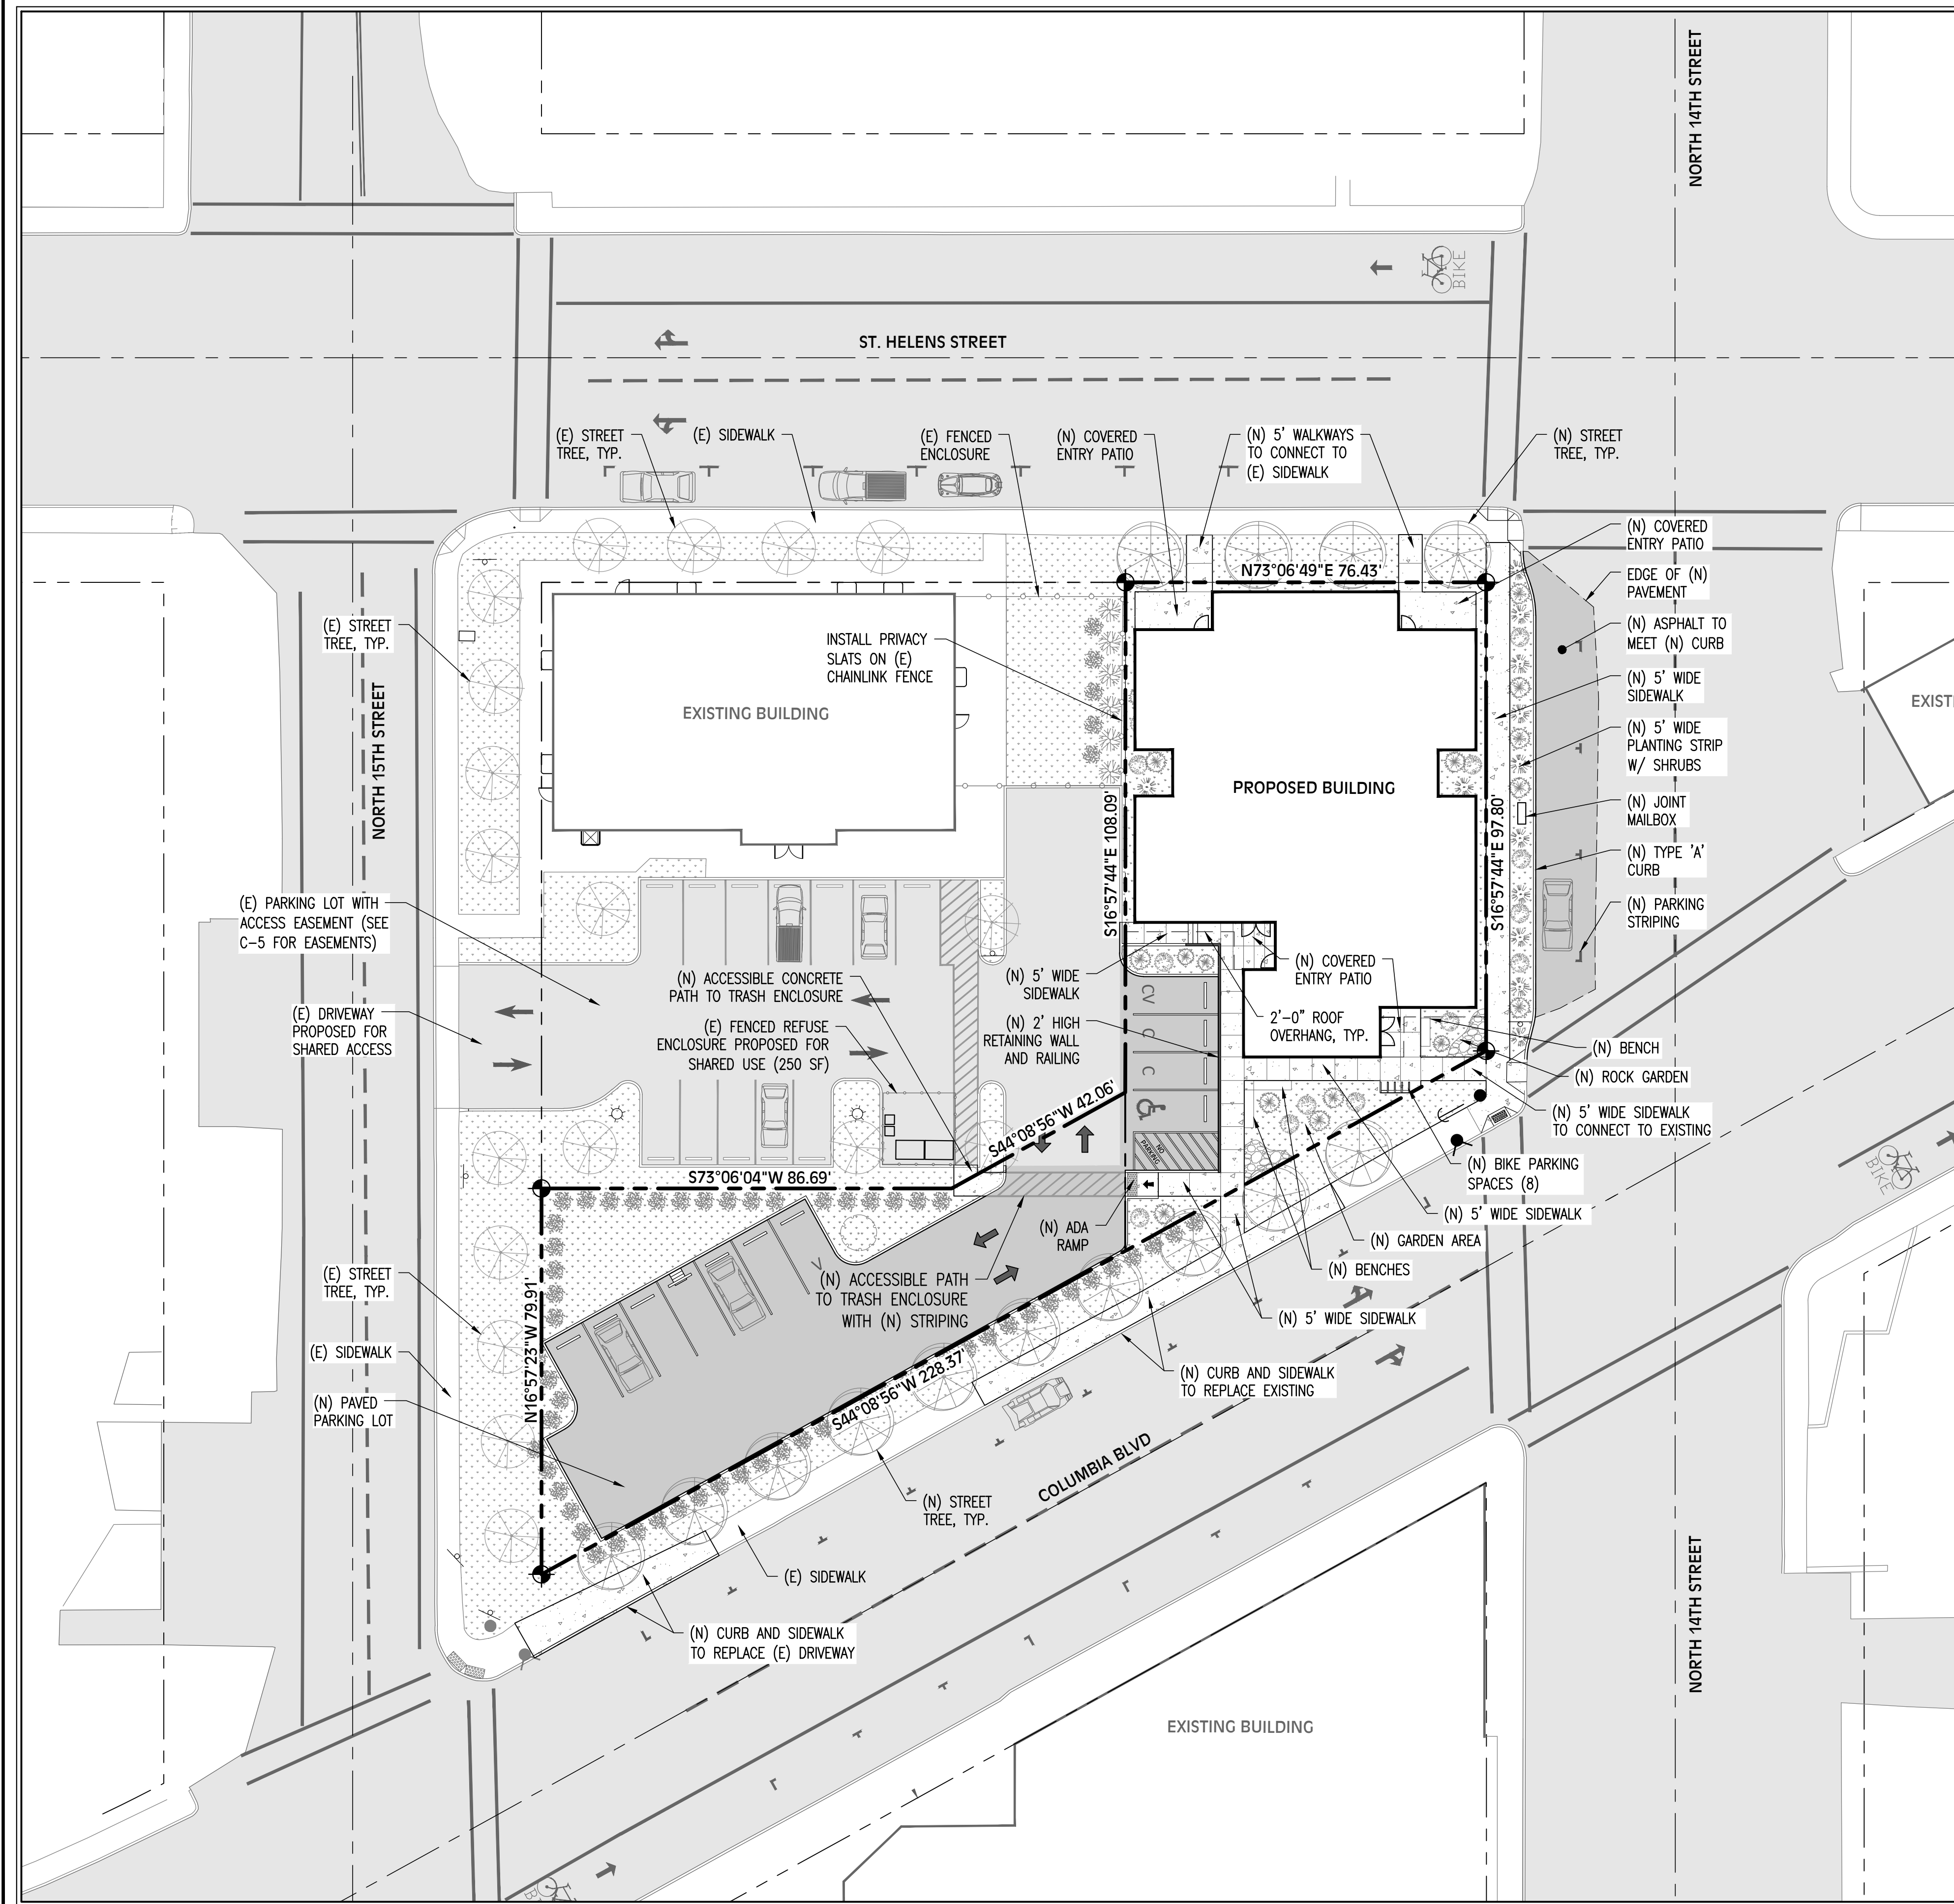 NORTH 14TH STREET
BIKE
ST. HELENS STREET
(E) STREET
TREE, TYP.
(E) SIDEWALK
(E) FENCED
ENCLOSURE
(N) COVERED
ENTRY PATIO
(N) 5' WALKWAYS
TO CONNECT TO
(E) SIDEWALK
(N) STREET
TREE, TYP.
(N) COVERED
ENTRY PATIO
N73°06'49"E 76.43'
EDGE OF (N)
PAVEMENT
(E) STREET
TREE, TYP.
INSTALL PRIVACY
SLATS ON (E)
CHAINLINK FENCE
(N) ASPHALT TO
MEET (N) CURB
(N) 5' WIDE
SIDEWALK
NORTH 15TH STREET
EXISTING BUILDING
EXIST
(N) 5' WIDE
PLANTING STRIP
W/ SHRUBS
PROPOSED BUILDING
S16°57'44"E 108.09'
S16°57'44"E 97.80'
(N) JOINT
MAILBOX
(N) TYPE 'A'
CURB
(E) PARKING LOT WITH
ACCESS EASEMENT (SEE
C-5 FOR EASEMENTS)
(N) PARKING
STRIPING
(N) ACCESSIBLE CONCRETE
PATH TO TRASH ENCLOSURE
(N) 5' WIDE
SIDEWALK
(N) COVERED
ENTRY PATIO
CV
C
C
(E) DRIVEWAY
PROPOSED FOR
SHARED ACCESS
(E) FENCED REFUSE
ENCLOSURE PROPOSED FOR
SHARED USE (250 SF)
(N) 2' HIGH
RETAINING WALL
AND RAILING
2'-0" ROOF
OVERHANG, TYP.
(N) BENCH
(N) ROCK GARDEN
S44°08'56"W 42.06'
(N) 5' WIDE SIDEWALK
TO CONNECT TO EXISTING
NO
PARKING
(N) BIKE PARKING
SPACES (8)
BIKE
S73°06'04"W 86.69'
(N) 5' WIDE SIDEWALK
(N) ADA
RAMP
(N) GARDEN AREA
(N) BENCHES
V
(N) ACCESSIBLE PATH
TO TRASH ENCLOSURE
WITH (N) STRIPING
(E) STREET
TREE, TYP.
N16°57'23"W 79.91'
(N) 5' WIDE SIDEWALK
(E) SIDEWALK
(N) CURB AND SIDEWALK
TO REPLACE EXISTING
S44°08'56"W 228.37'
(N) PAVED
PARKING LOT
COLUMBIA BLVD
(N) STREET
TREE, TYP.
(E) SIDEWALK
(N) CURB AND SIDEWALK
TO REPLACE (E) DRIVEWAY
NORTH 14TH STREET
EXISTING BUILDING